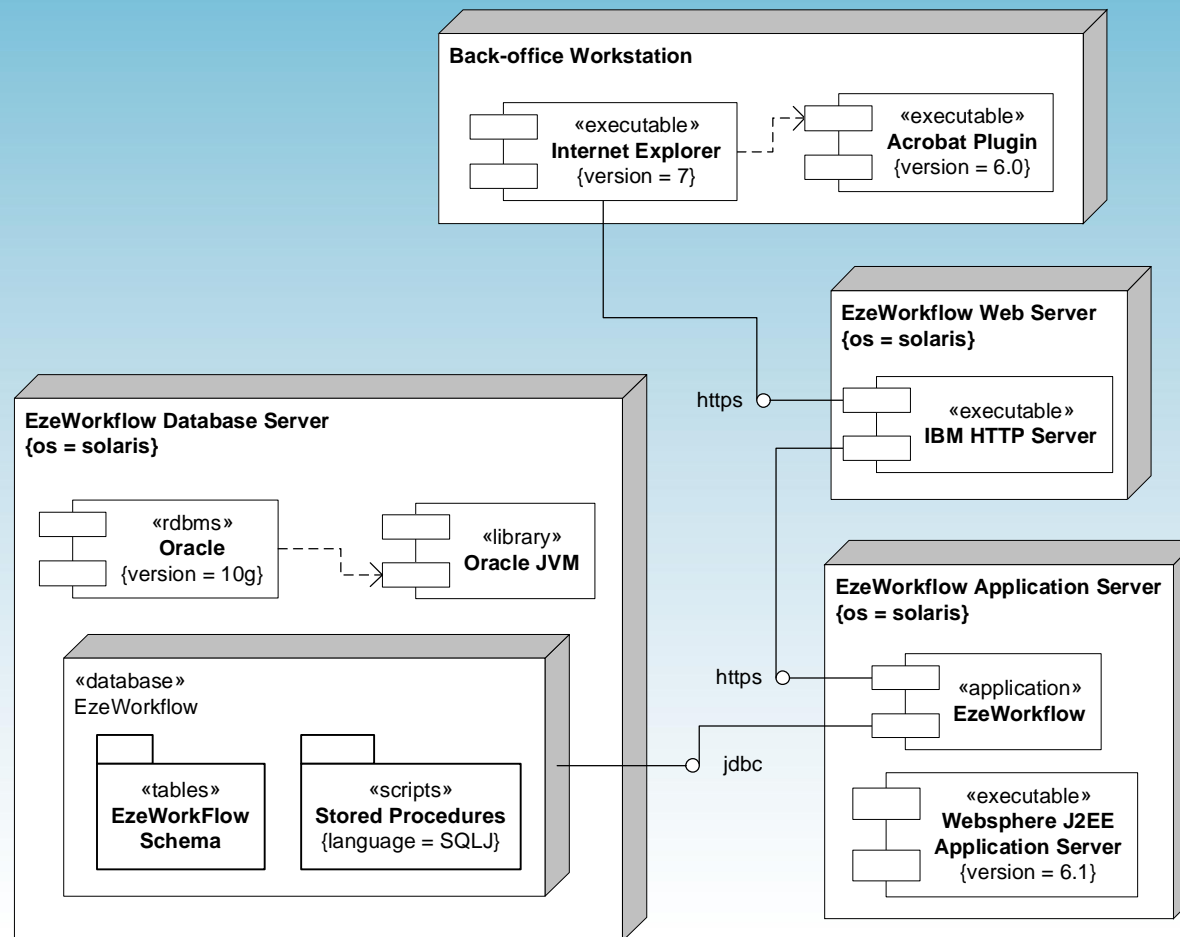 Back-office Workstation
«executable»
Internet Explorer
{version = 7}
«executable»
Acrobat Plugin
{version = 6.0}
EzeWorkflow Web Server
{os = solaris}
https
«executable»
IBM HTTP Server
EzeWorkflow Database Server
{os = solaris}
«rdbms»
Oracle
{version = 10g}
«library»
Oracle JVM
«database»
EzeWorkflow
«tables»
EzeWorkFlow
Schema
«scripts»
Stored Procedures
{language = SQLJ}
EzeWorkflow Application Server
{os = solaris}
https
«application»
EzeWorkflow
jdbc
«executable»
Websphere J2EE
Application Server
{version = 6.1}